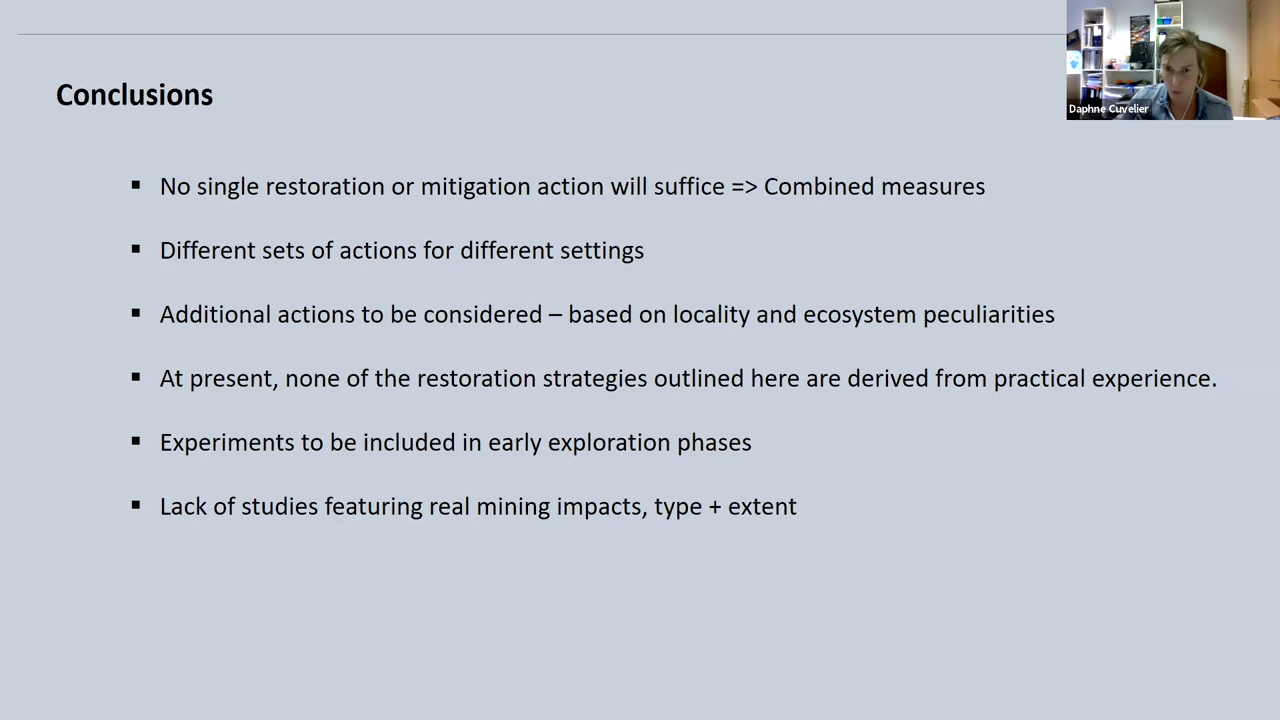 Conclusions
Daphne Cuvelier
▪ No single restoration or mitigation action will suffice => Combined measures
▪ Different sets of actions for different settings
▪ Additional actions to be considered – based on locality and ecosystem peculiarities
▪ At present, none of the restoration strategies outlined here are derived from practical experience.
▪ Experiments to be included in early exploration phases
▪ Lack of studies featuring real mining impacts, type + extent